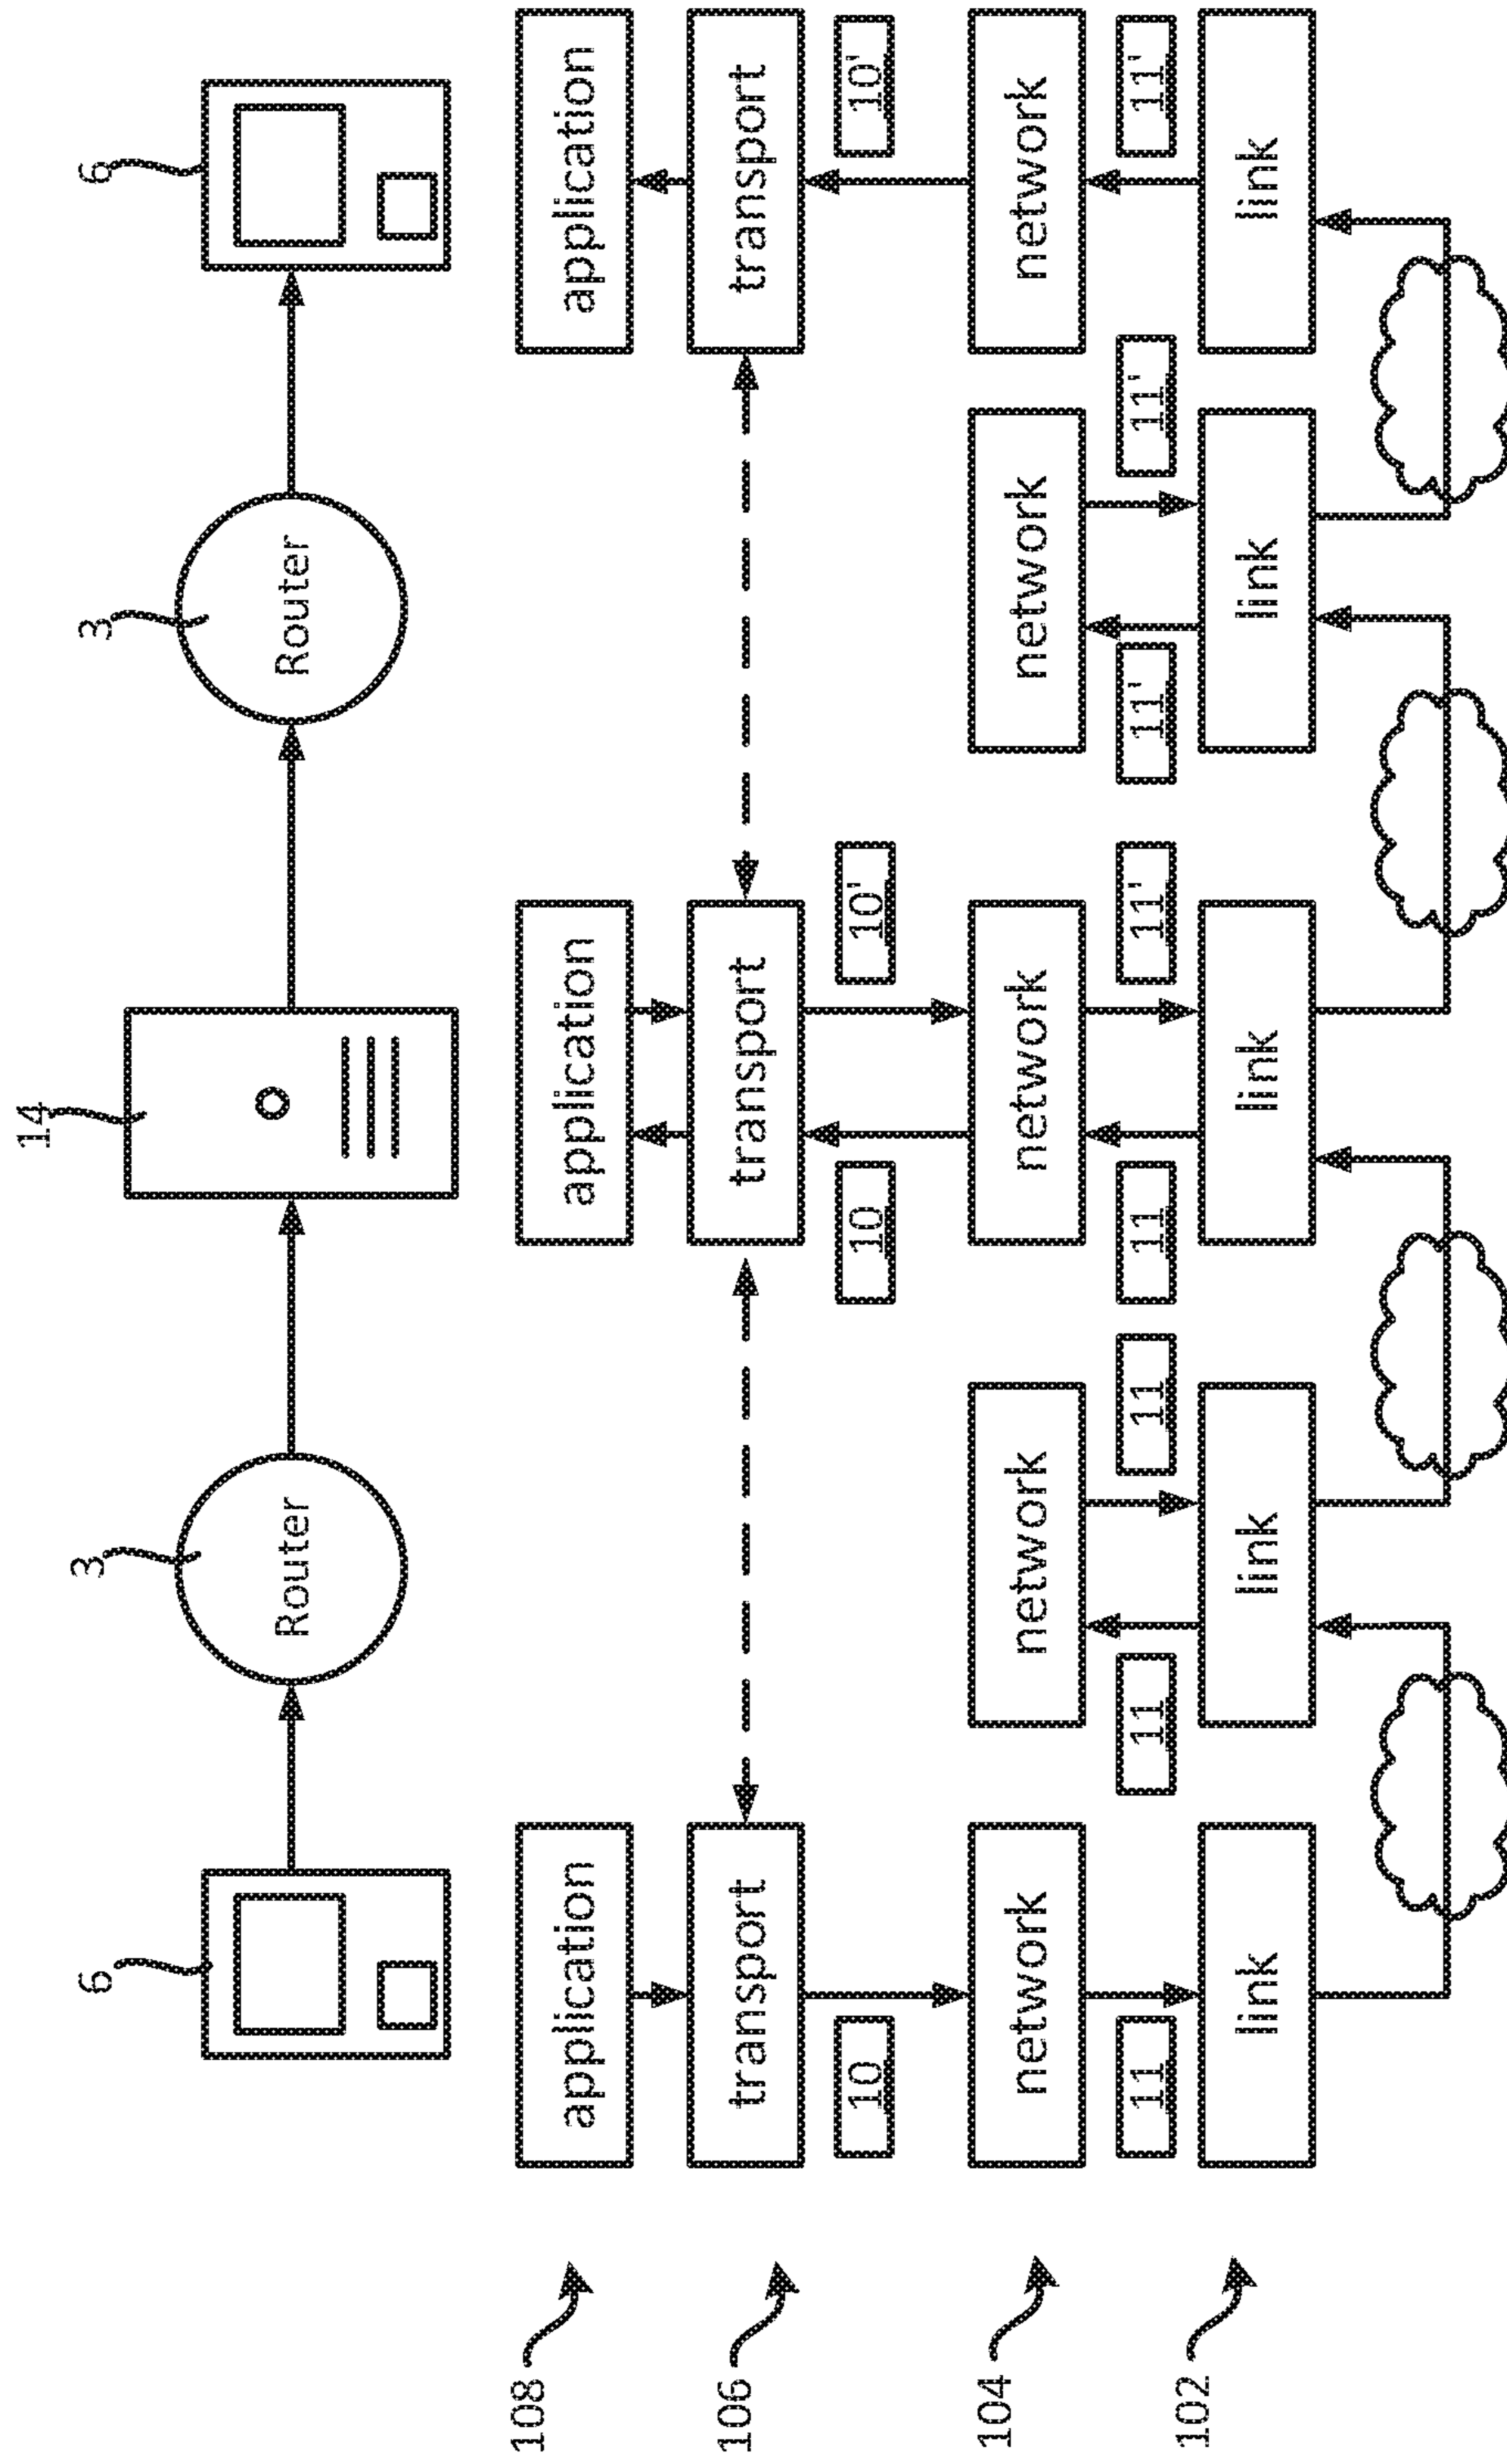 6 3 14 3 6
Router Router
108 application application application
106 transport transport transport
10 10 10' 10'
104 network network network network network
11 11 11 11 11' 11' 11' 11'
102 link link link link link